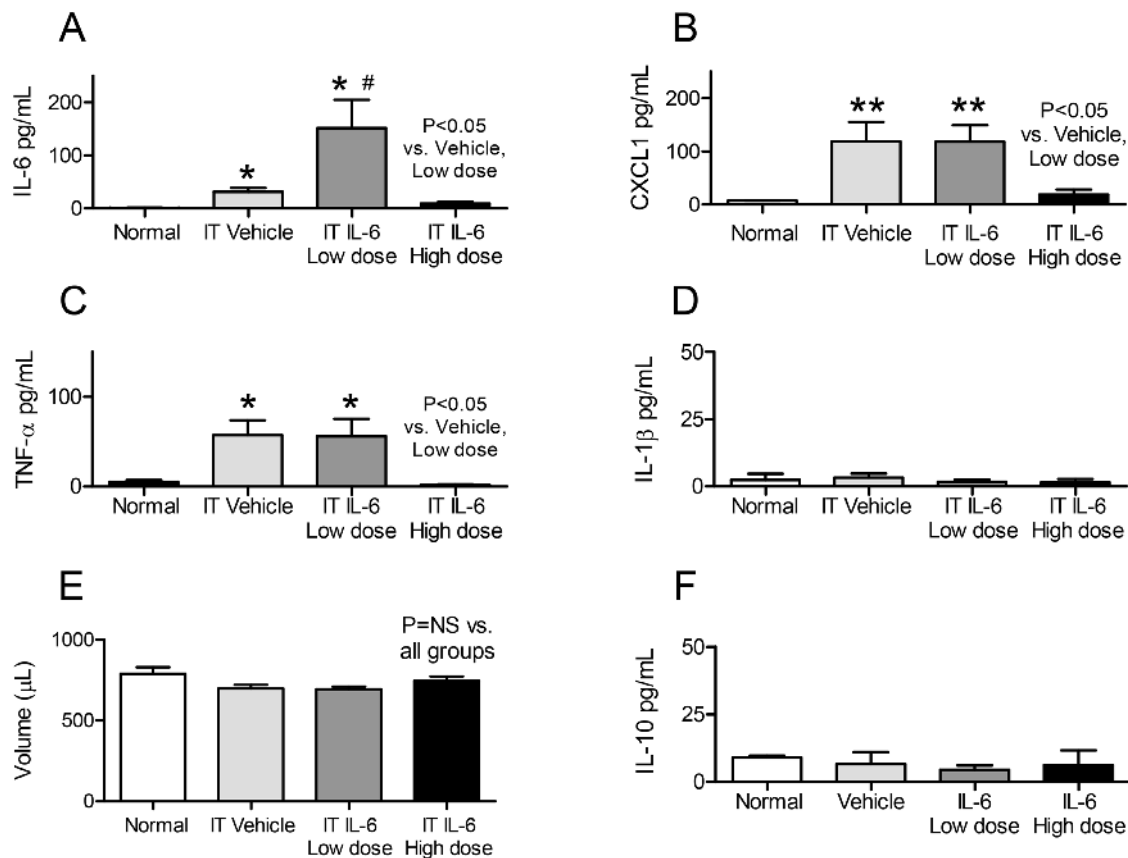 A
IL-6 pg/mL
200
100
0
*
* #
P<0.05
vs. Vehicle,
Low dose
Normal
IT Vehicle
IT IL-6
Low dose
IT IL-6
High dose
B
CXCL1 pg/mL
200
100
0
**
**
P<0.05
vs. Vehicle,
Low dose
Normal
IT Vehicle
IT IL-6
Low dose
IT IL-6
High dose
C
TNF-α pg/mL
100
0
*
*
P<0.05
vs. Vehicle,
Low dose
Normal
IT Vehicle
IT IL-6
Low dose
IT IL-6
High dose
D
IL-1β pg/mL
50
25
0
Normal
IT Vehicle
IT IL-6
Low dose
IT IL-6
High dose
E
Volume (μL)
1000
500
0
P=NS vs.
all groups
Normal
IT Vehicle
IT IL-6
Low dose
IT IL-6
High dose
F
IL-10 pg/mL
50
25
0
Normal
Vehicle
IL-6
Low dose
IL-6
High dose